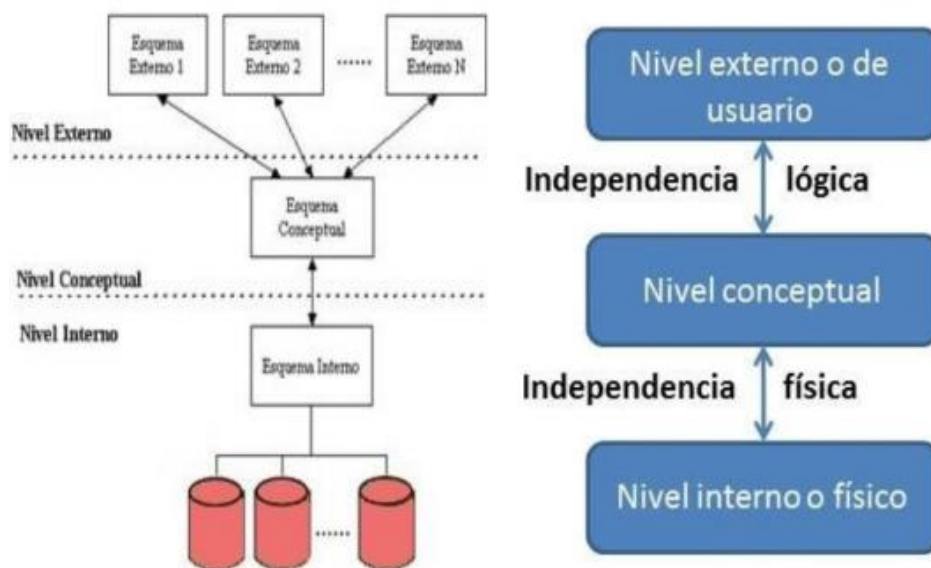 Esquema
Externo 1
Esquema
Externo 2
......
Esquema
Externo N
Nivel Externo
Esquema
Conceptual
Nivel Conceptual
Nivel Interno
Esquema Interno
......
Nivel externo o de
usuario
Independencia lógica
Nivel conceptual
Independencia física
Nivel interno o físico